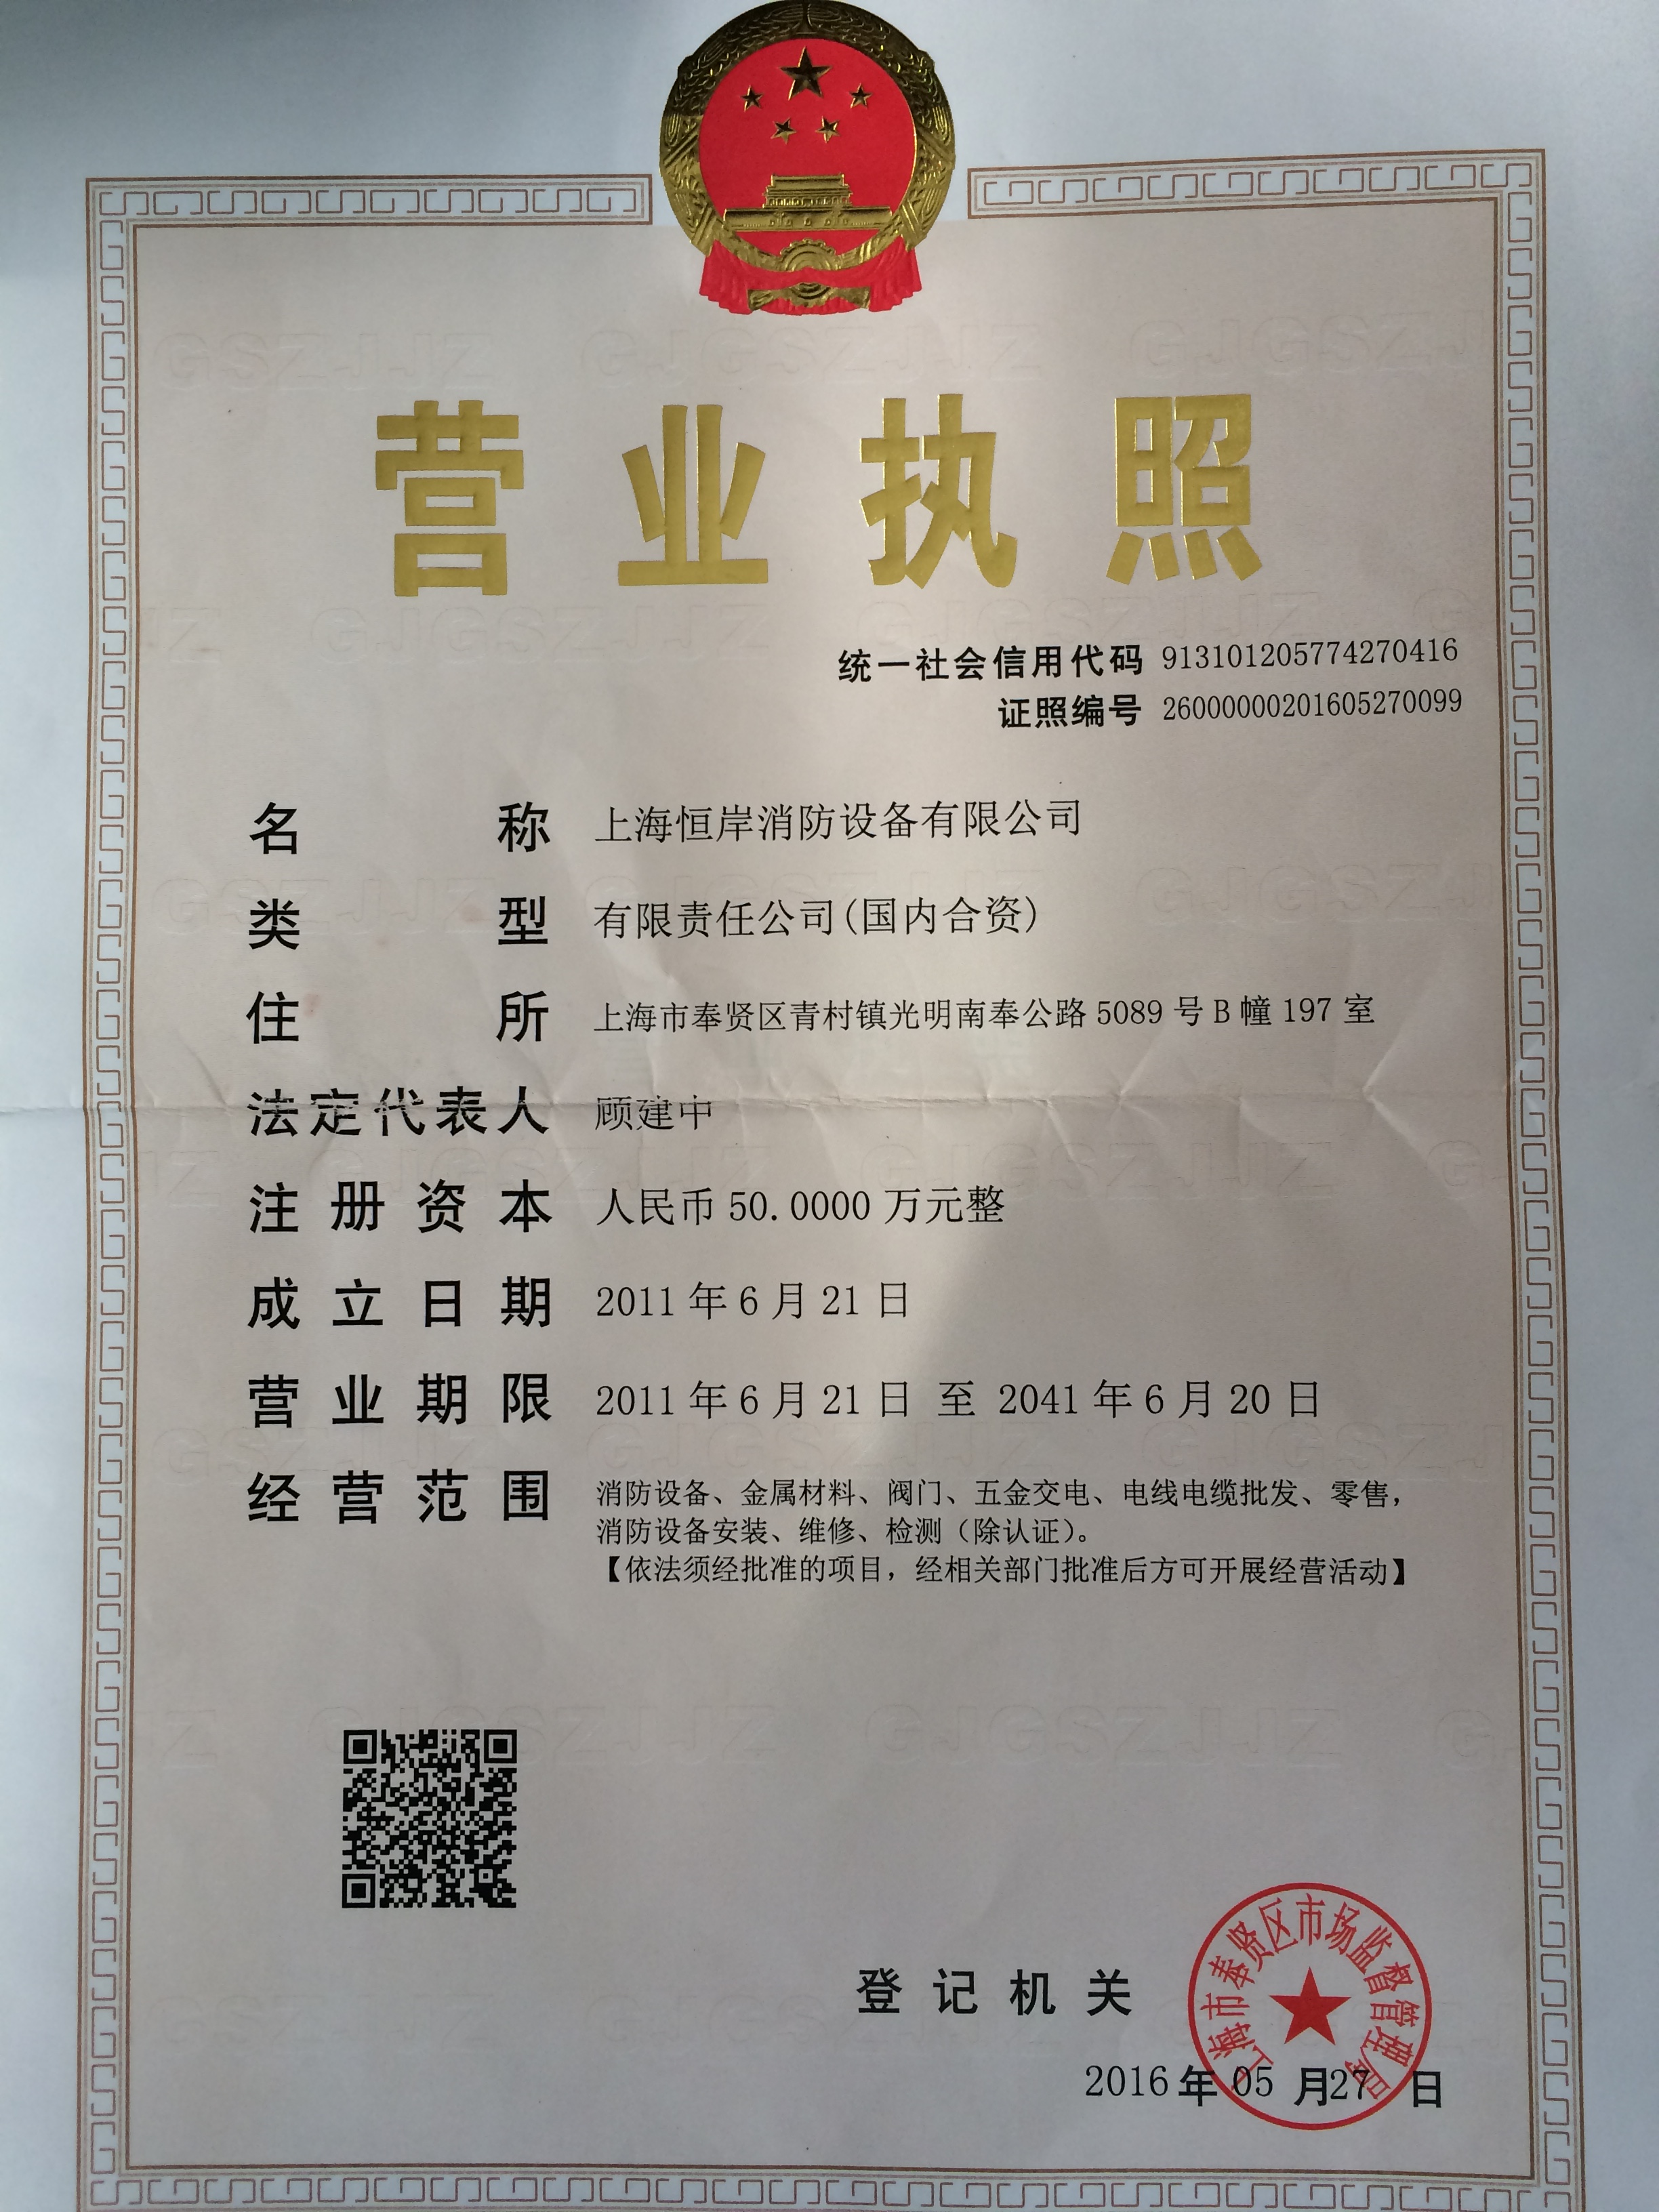 营业执照
统一社会信用代码 913101205774270416
证照编号 26000000201605270099
名称 上海恒岸消防设备有限公司
类型 有限责任公司(国内合资)
住所 上海市奉贤区青村镇光明南奉公路5089号B幢197室
法定代表人 顾建中
注册资本 人民币50.0000万元整
成立日期 2011年6月21日
营业期限 2011年6月21日 至 2041年6月20日
经营范围 消防设备、金属材料、阀门、五金交电、电线电缆批发、零售，
消防设备安装、维修、检测（除认证）。
【依法须经批准的项目，经相关部门批准后方可开展经营活动】
登记机关
上海市奉贤区市场监督管理局
2016年05月27日